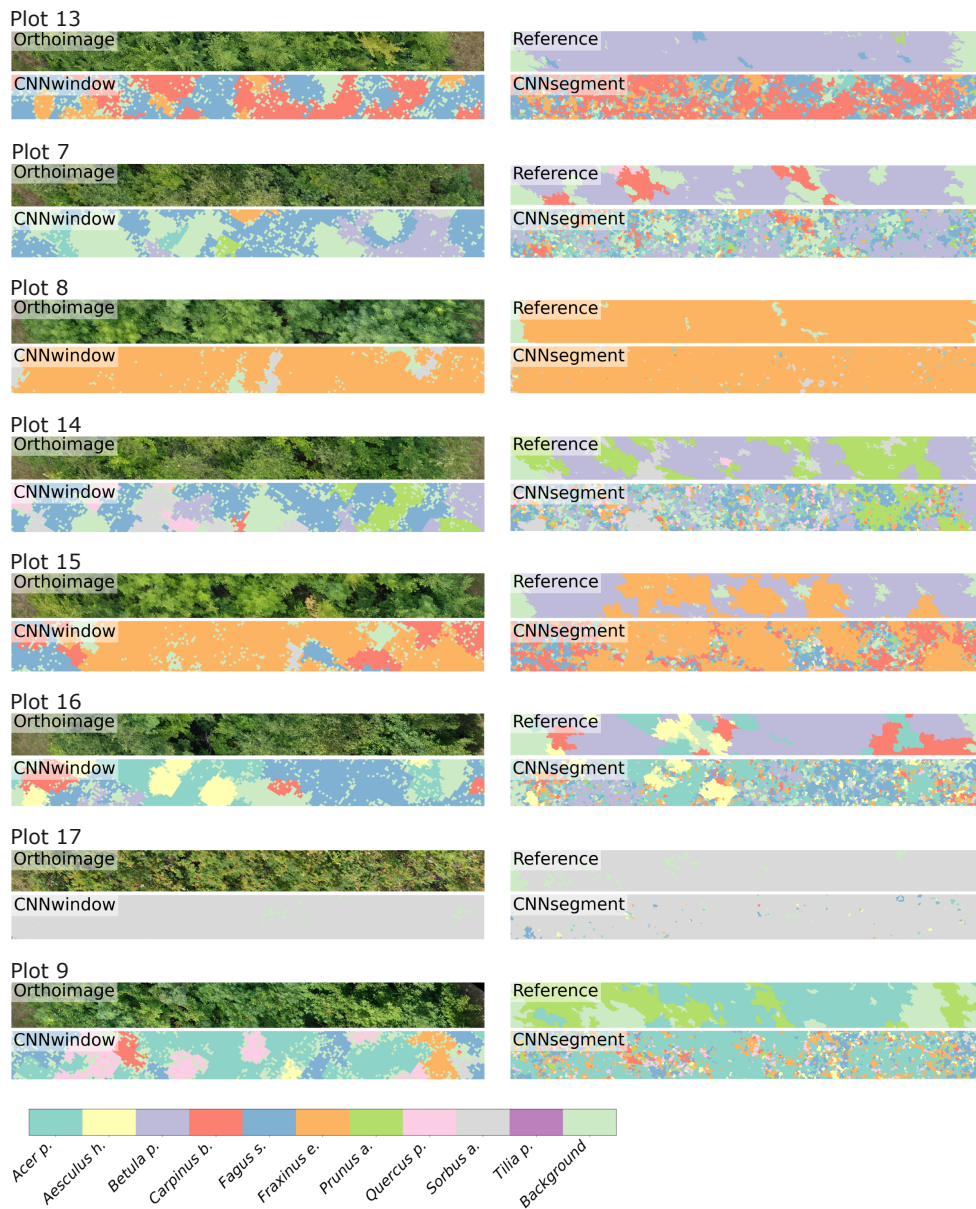 Plot 13
Orthoimage
Reference
CNNwindow
CNNsegment
Plot 7
Orthoimage
Reference
CNNwindow
CNNsegment
Plot 8
Orthoimage
Reference
CNNwindow
CNNsegment
Plot 14
Orthoimage
Reference
CNNwindow
CNNsegment
Plot 15
Orthoimage
Reference
CNNwindow
CNNsegment
Plot 16
Orthoimage
Reference
CNNwindow
CNNsegment
Plot 17
Orthoimage
Reference
CNNwindow
CNNsegment
Plot 9
Orthoimage
Reference
CNNwindow
CNNsegment
Acer p.
Aesculus h.
Betula p.
Carpinus b.
Fagus s.
Fraxinus e.
Prunus a.
Quercus p.
Sorbus a.
Tilia p.
Background